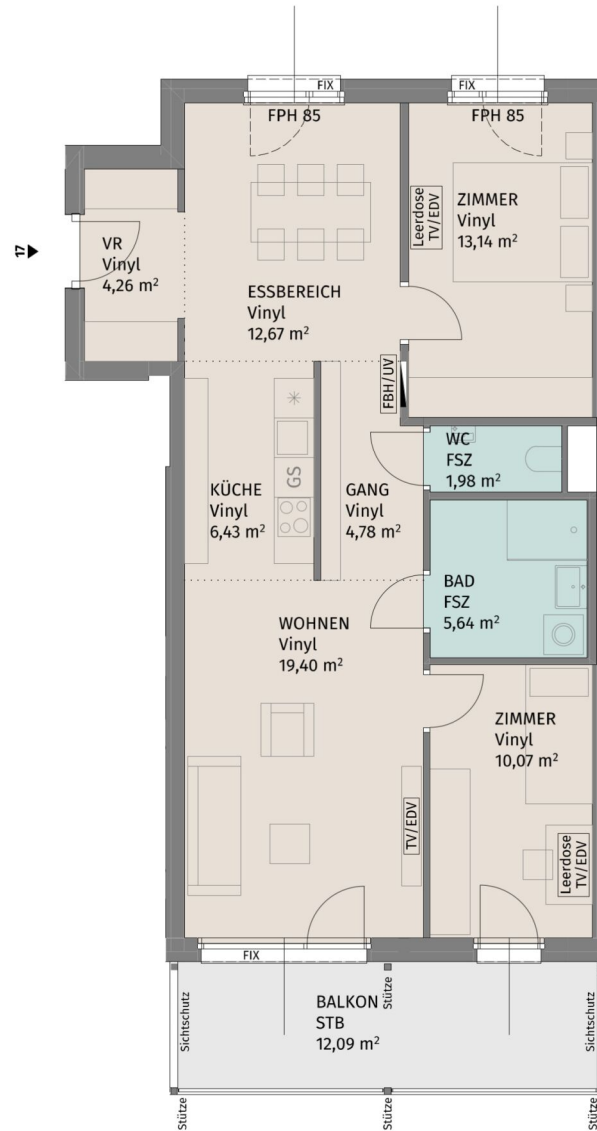 FIX
FIX
FPH 85
FPH 85
Leerdose
TV/EDV
ZIMMER
Vinyl
13,14 m²
17
VR
Vinyl
4,26 m²
ESSBEREICH
Vinyl
12,67 m²
FBH/UV
WC
FSZ
1,98 m²
GS
KÜCHE
Vinyl
6,43 m²
GANG
Vinyl
4,78 m²
BAD
FSZ
5,64 m²
WOHNEN
Vinyl
19,40 m²
ZIMMER
Vinyl
10,07 m²
TV/EDV
Leerdose
TV/EDV
FIX
Sichtschutz
BALKON
STB
12,09 m²
Stütze
Sichtschutz
Stütze
Stütze
Stütze